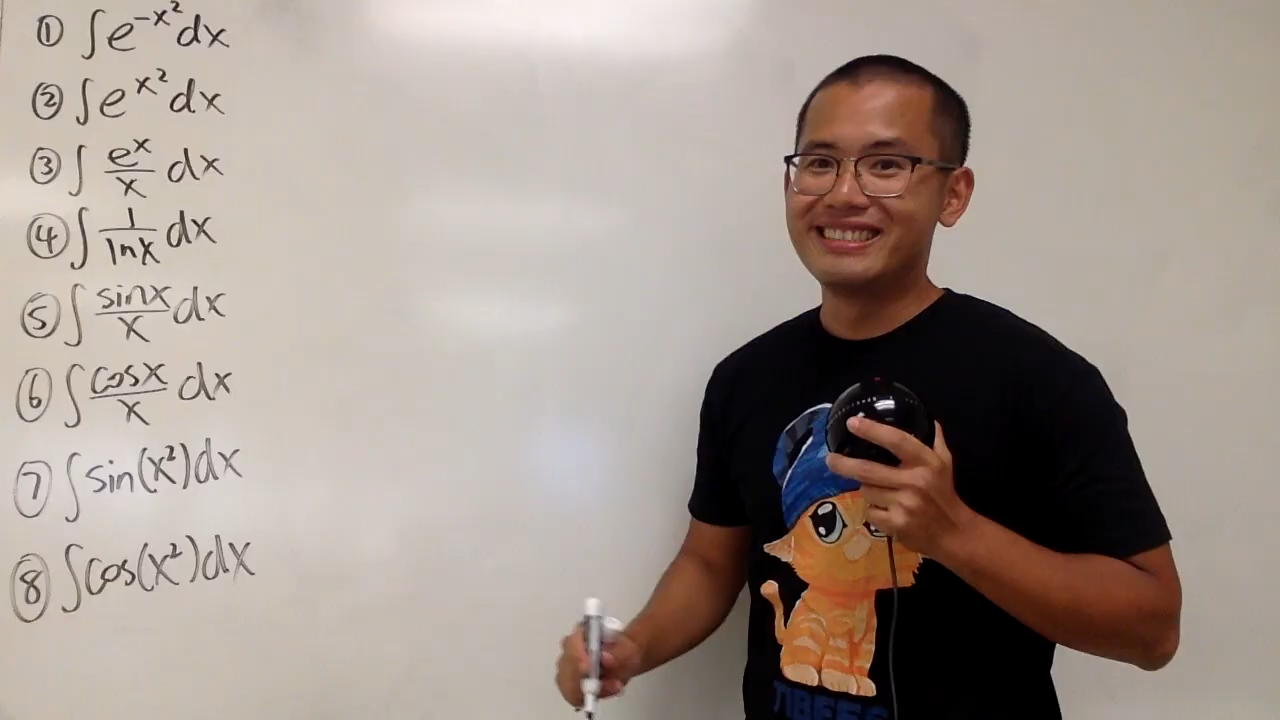 ① ∫e^{-x²}dx
② ∫e^{x²}dx
③ ∫ e^x/x dx
④ ∫ 1/lnx dx
⑤ ∫ sinx/x dx
⑥ ∫ cosx/x dx
⑦ ∫sin(x²)dx
⑧ ∫cos(x²)dx